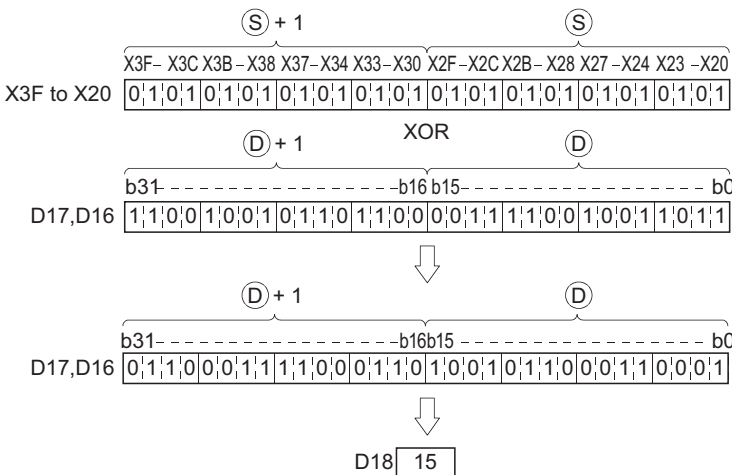 Ⓢ + 1 Ⓢ
X3F– X3C X3B – X38 X37–X34 X33–X30 X2F–X2C X2B– X28 X27 –X24 X23 –X20
X3F to X20 0 1 0 1 0 1 0 1 0 1 0 1 0 1 0 1 0 1 0 1 0 1 0 1 0 1 0 1 0 1 0 1
XOR
Ⓓ + 1 Ⓓ
b31 b16 b15 b0
D17,D16 1 1 0 0 1 0 0 1 0 1 1 0 1 1 0 0 0 0 1 1 1 1 0 0 1 0 0 1 1 0 1 1
Ⓓ + 1 Ⓓ
b31 b16 b15 b0
D17,D16 0 1 1 0 0 0 1 1 1 1 0 0 0 1 1 0 1 0 0 1 0 1 1 0 0 0 1 1 0 0 0 1
D18 15